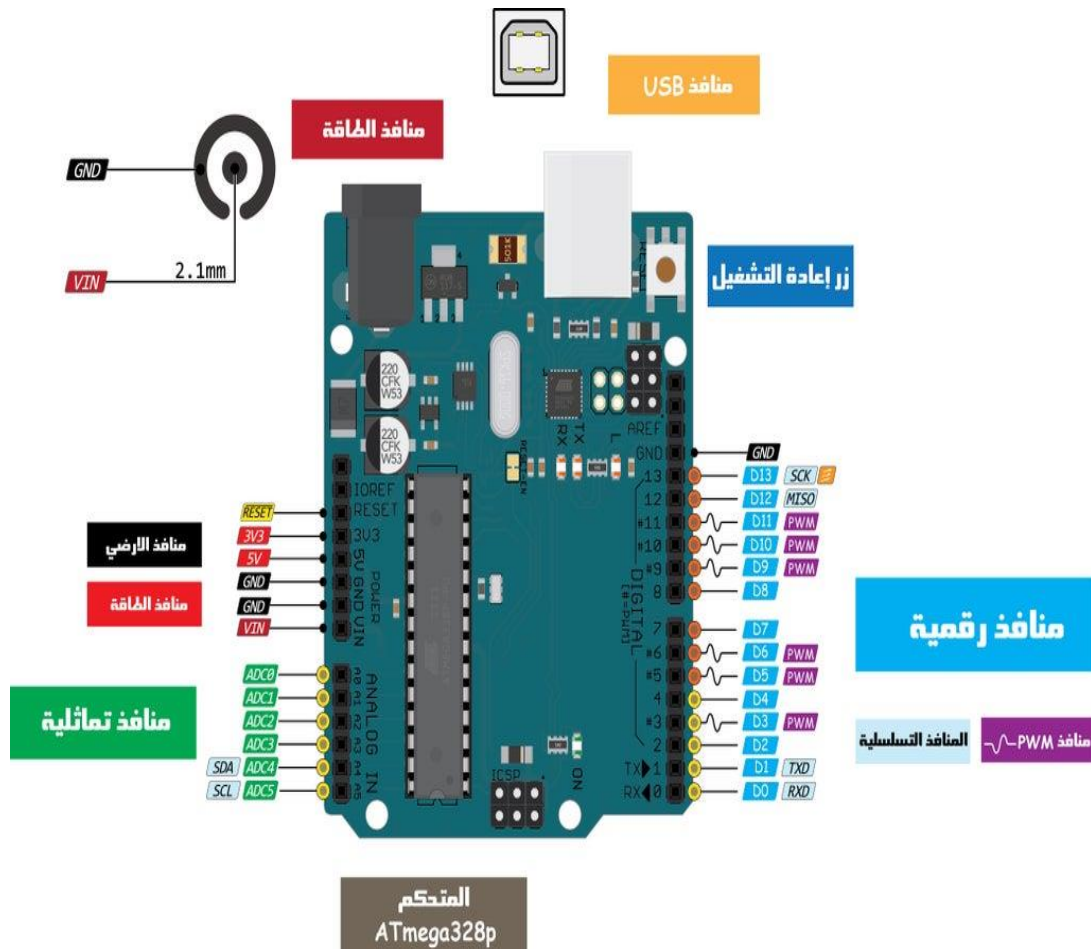 منافذ USB
منافذ الطاقة
GND
2.1mm
VIN
زر إعادة التشغيل
RESET
501K
220
CFK
W53
220
CFK
W53
RX
TX
L
RESET-EN
AREF
GND
13
12
#11
#10
#9
8
7
#6
#5
4
#3
2
TX▶1
RX◀0
DIGITAL
(#=PWM)
GND
D13 SCK
D12 MISO
D11 PWM
D10 PWM
D9 PWM
D8
D7
D6 PWM
D5 PWM
D4
D3 PWM
D2
D1 TXD
D0 RXD
منافذ رقمية
المنافذ التسلسلية
منافذ PWM
منافذ الارضي
منافذ الطاقة
RESET
3V3
5V
GND
GND
VIN
IOREF
RESET
3V3
5V
GND
VIN
POWER
منافذ تماثلية
ADC0
ADC1
ADC2
ADC3
SDA ADC4
SCL ADC5
A0
A1
A2
A3
A4
A5
ANALOG IN
ICSP
ON
المتحكم
ATmega328p